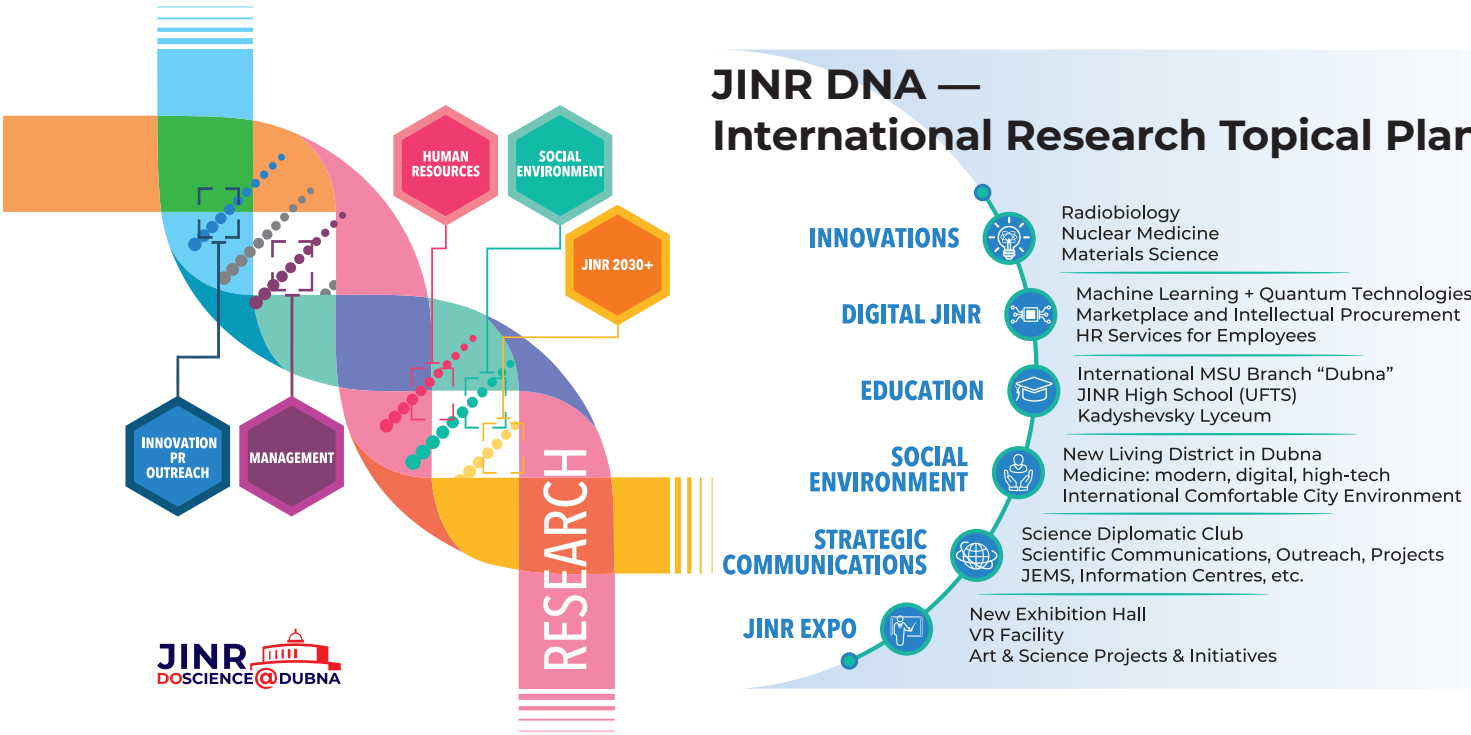 HUMAN
RESOURCES
SOCIAL
ENVIRONMENT
JINR 2030+
INNOVATION
PR
OUTREACH
MANAGEMENT
RESEARCH
JINR
DOSCIENCE@DUBNA
JINR DNA —
International Research Topical Plan
INNOVATIONS
Radiobiology
Nuclear Medicine
Materials Science
DIGITAL JINR
Machine Learning + Quantum Technologies
Marketplace and Intellectual Procurement
HR Services for Employees
EDUCATION
International MSU Branch “Dubna”
JINR High School (UFTS)
Kadyshevsky Lyceum
SOCIAL
ENVIRONMENT
New Living District in Dubna
Medicine: modern, digital, high-tech
International Comfortable City Environment
STRATEGIC
COMMUNICATIONS
Science Diplomatic Club
Scientific Communications, Outreach, Projects
JEMS, Information Centres, etc.
JINR EXPO
New Exhibition Hall
VR Facility
Art & Science Projects & Initiatives